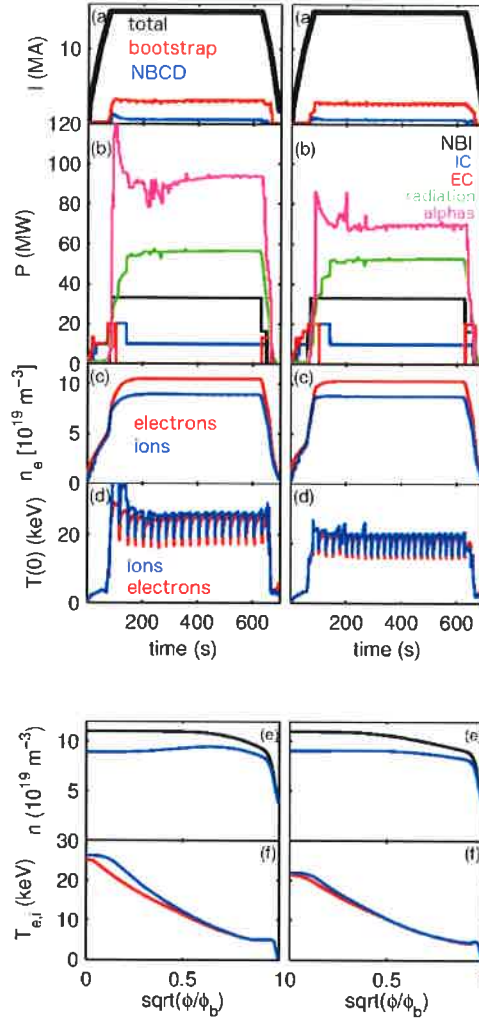 (a)
total
bootstrap
NBCD
I (MA)
10
(a)
120
100
80
60
40
20
0
P (MW)
(b)
(b)
NBI
IC
EC
radiation
alphas
10
5
0
n_e [10^19 m^-3]
(c)
electrons
ions
(c)
20
0
T(0) (keV)
(d)
ions
electrons
(d)
200 400 600
time (s)
200 400 600
time (s)
10
5
n (10^19 m^-3)
(e)
(e)
30
20
10
0
T_e,i (keV)
(f)
(f)
0 0.5 10 0.5
sqrt(ϕ/ϕ_b)
sqrt(ϕ/ϕ_b)